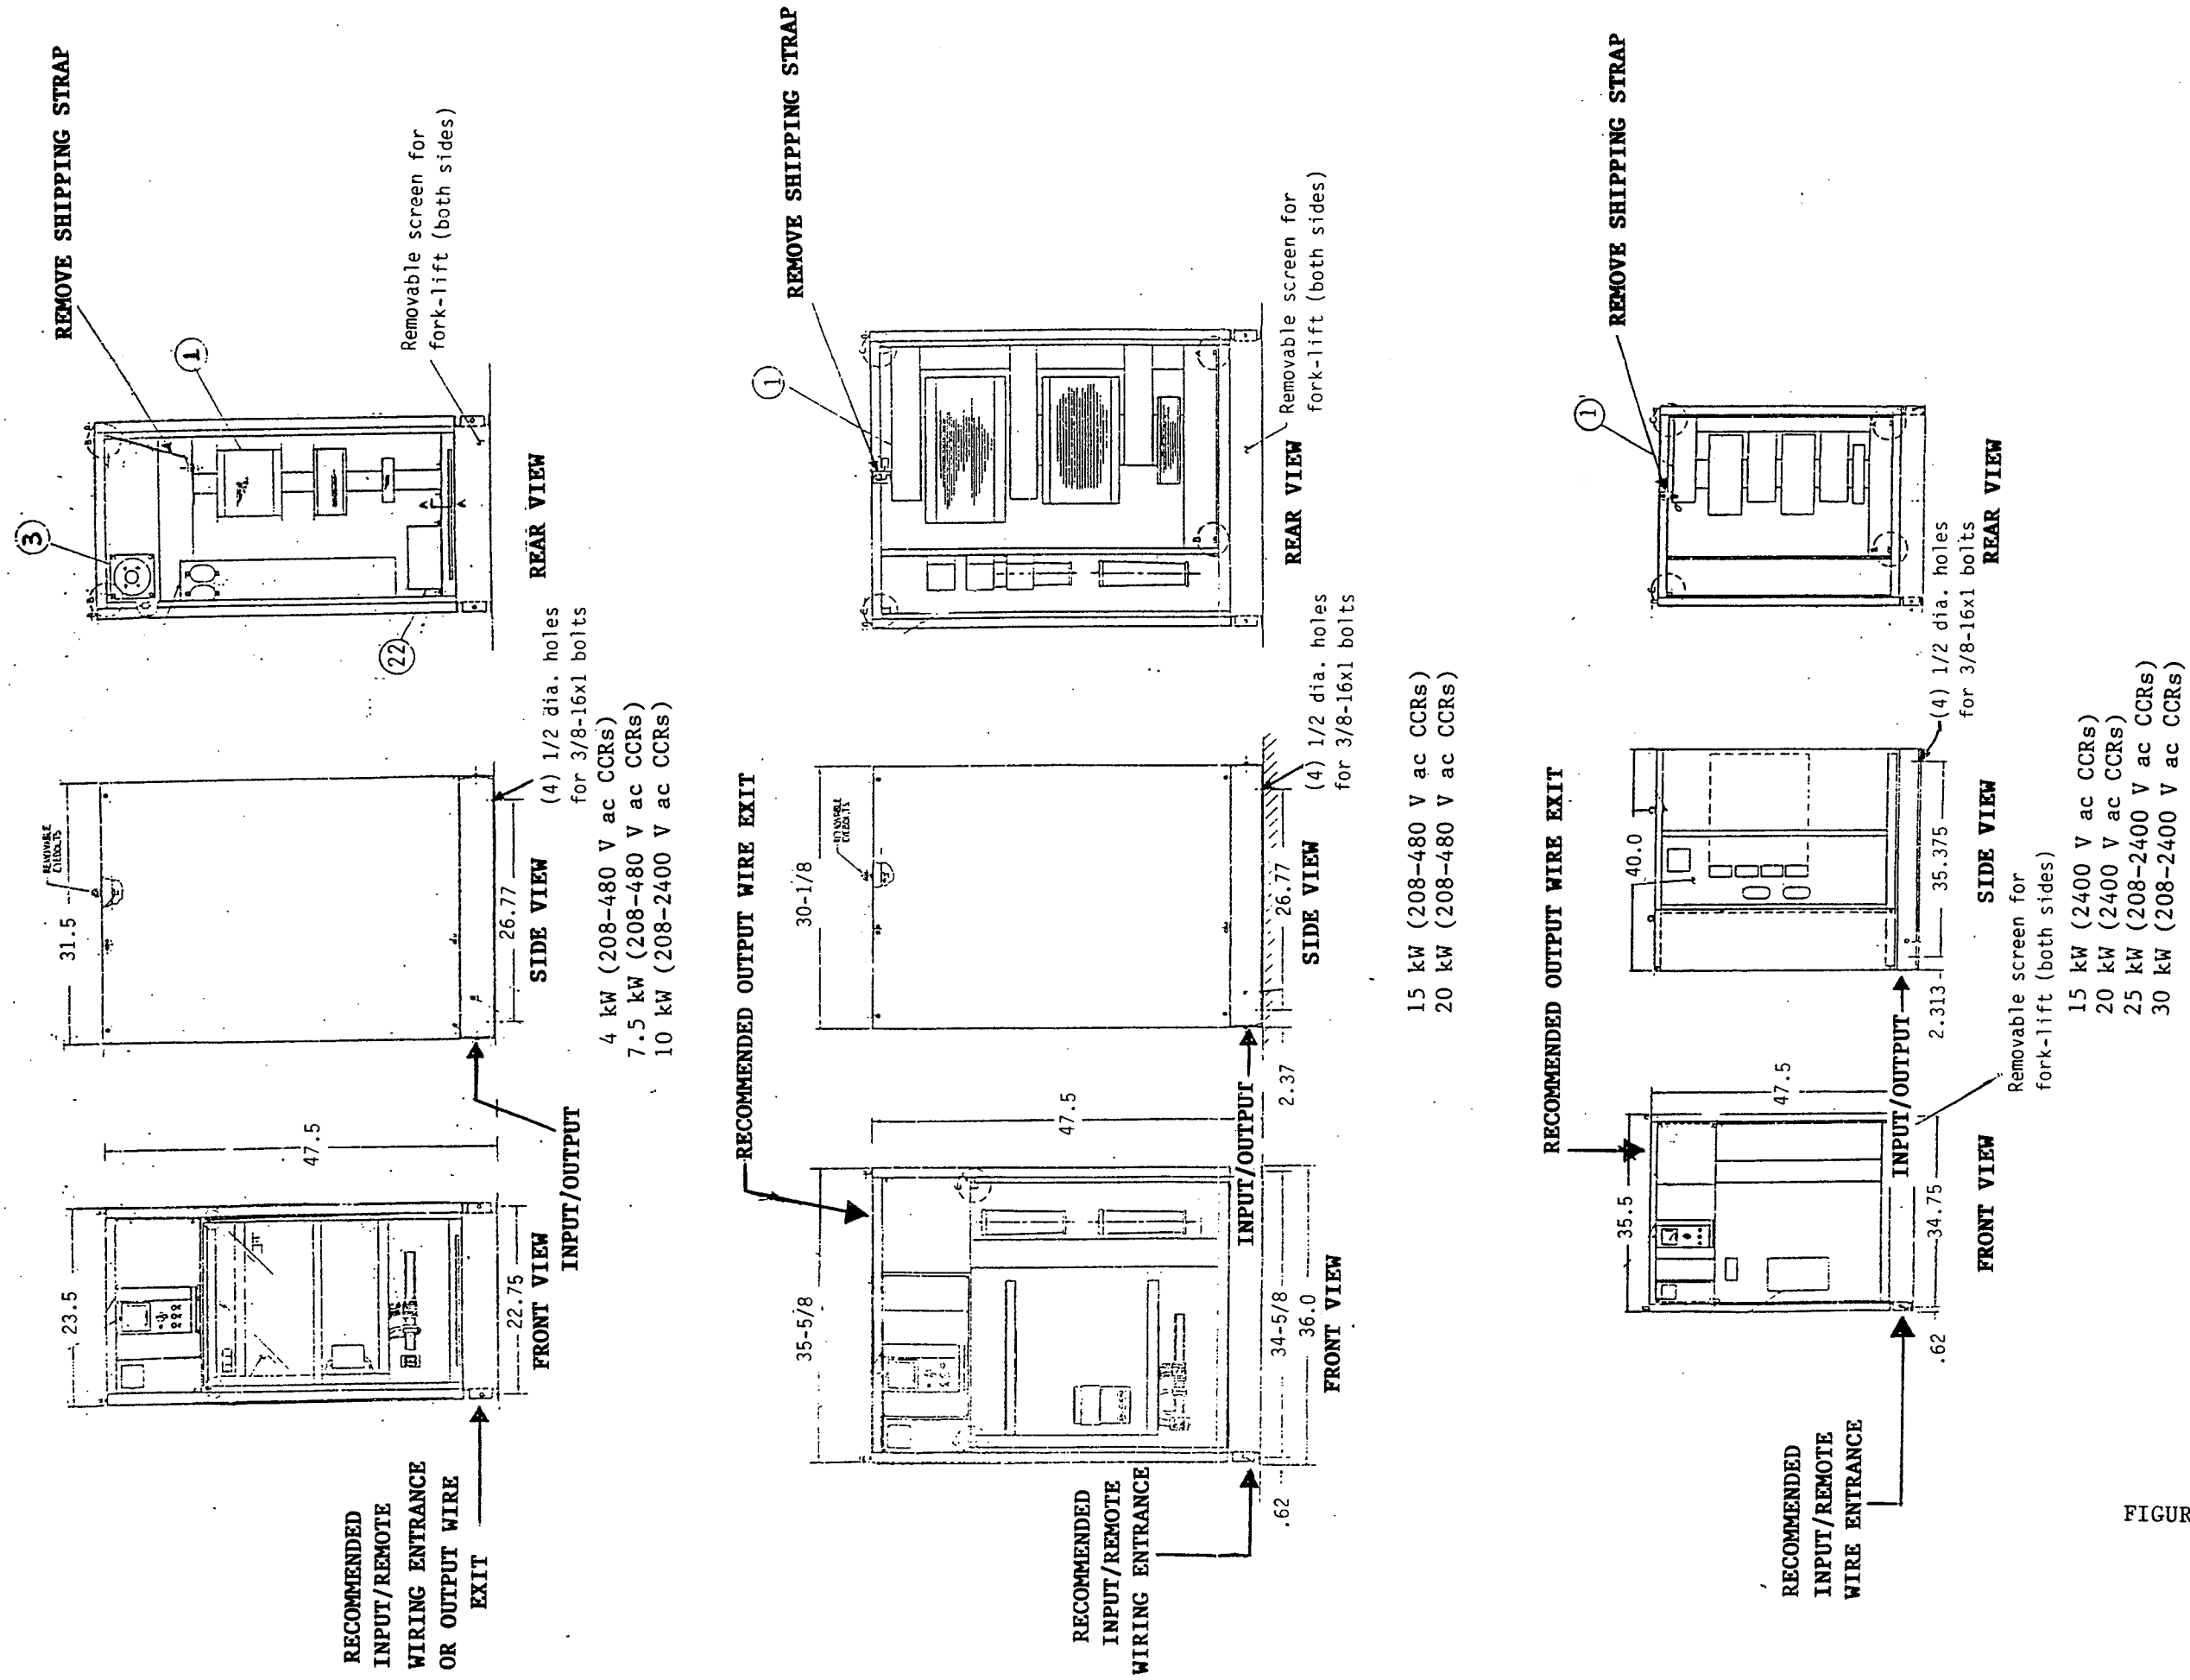 RECOMMENDED
INPUT/REMOTE
WIRING ENTRANCE
OR OUTPUT WIRE
EXIT
23.5
22.75
FRONT VIEW
47.5
INPUT/OUTPUT
31.5
REMOVABLE
EYEBOLTS
26.77
SIDE VIEW
(4) 1/2 dia. holes
for 3/8-16x1 bolts
4 kW (208-480 V ac CCRs)
7.5 kW (208-480 V ac CCRs)
10 kW (208-2400 V ac CCRs)
3
22
1
REMOVE SHIPPING STRAP
Removable screen for
fork-lift (both sides)
REAR VIEW
RECOMMENDED
INPUT/REMOTE
WIRING ENTRANCE
RECOMMENDED OUTPUT WIRE EXIT
35-5/8
.62
34-5/8
36.0
FRONT VIEW
47.5
INPUT/OUTPUT
2.37
30-1/8
REMOVABLE
EYEBOLTS
26.77
SIDE VIEW
(4) 1/2 dia. holes
for 3/8-16x1 bolts
15 kW (208-480 V ac CCRs)
20 kW (208-480 V ac CCRs)
1
REMOVE SHIPPING STRAP
Removable screen for
fork-lift (both sides)
REAR VIEW
RECOMMENDED
INPUT/REMOTE
WIRE ENTRANCE
RECOMMENDED OUTPUT WIRE EXIT
35.5
.62
34.75
FRONT VIEW
47.5
INPUT/OUTPUT
2.313
Removable screen for
fork-lift (both sides)
40.0
35.375
SIDE VIEW
(4) 1/2 dia. holes
for 3/8-16x1 bolts
15 kW (2400 V ac CCRs)
20 kW (2400 V ac CCRs)
25 kW (208-2400 V ac CCRs)
30 kW (208-2400 V ac CCRs)
1
REMOVE SHIPPING STRAP
REAR VIEW
FIGUR